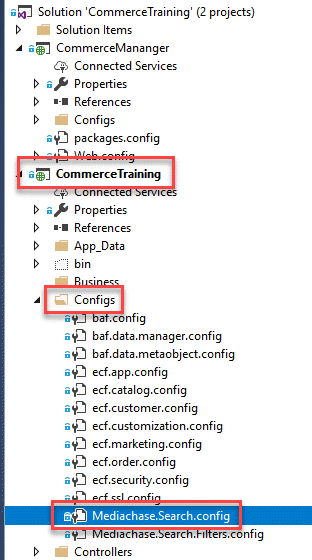 Solution 'CommerceTraining' (2 projects)
Solution Items
CommerceMananger
Connected Services
Properties
References
Configs
packages.config
Web.config
CommerceTraining
Connected Services
Properties
References
App_Data
bin
Business
Configs
baf.config
baf.data.manager.config
baf.data.metaobject.config
ecf.app.config
ecf.catalog.config
ecf.customer.config
ecf.customization.config
ecf.marketing.config
ecf.order.config
ecf.security.config
ecf.ssl.config
Mediachase.Search.config
Mediachase.Search.Filters.config
Controllers